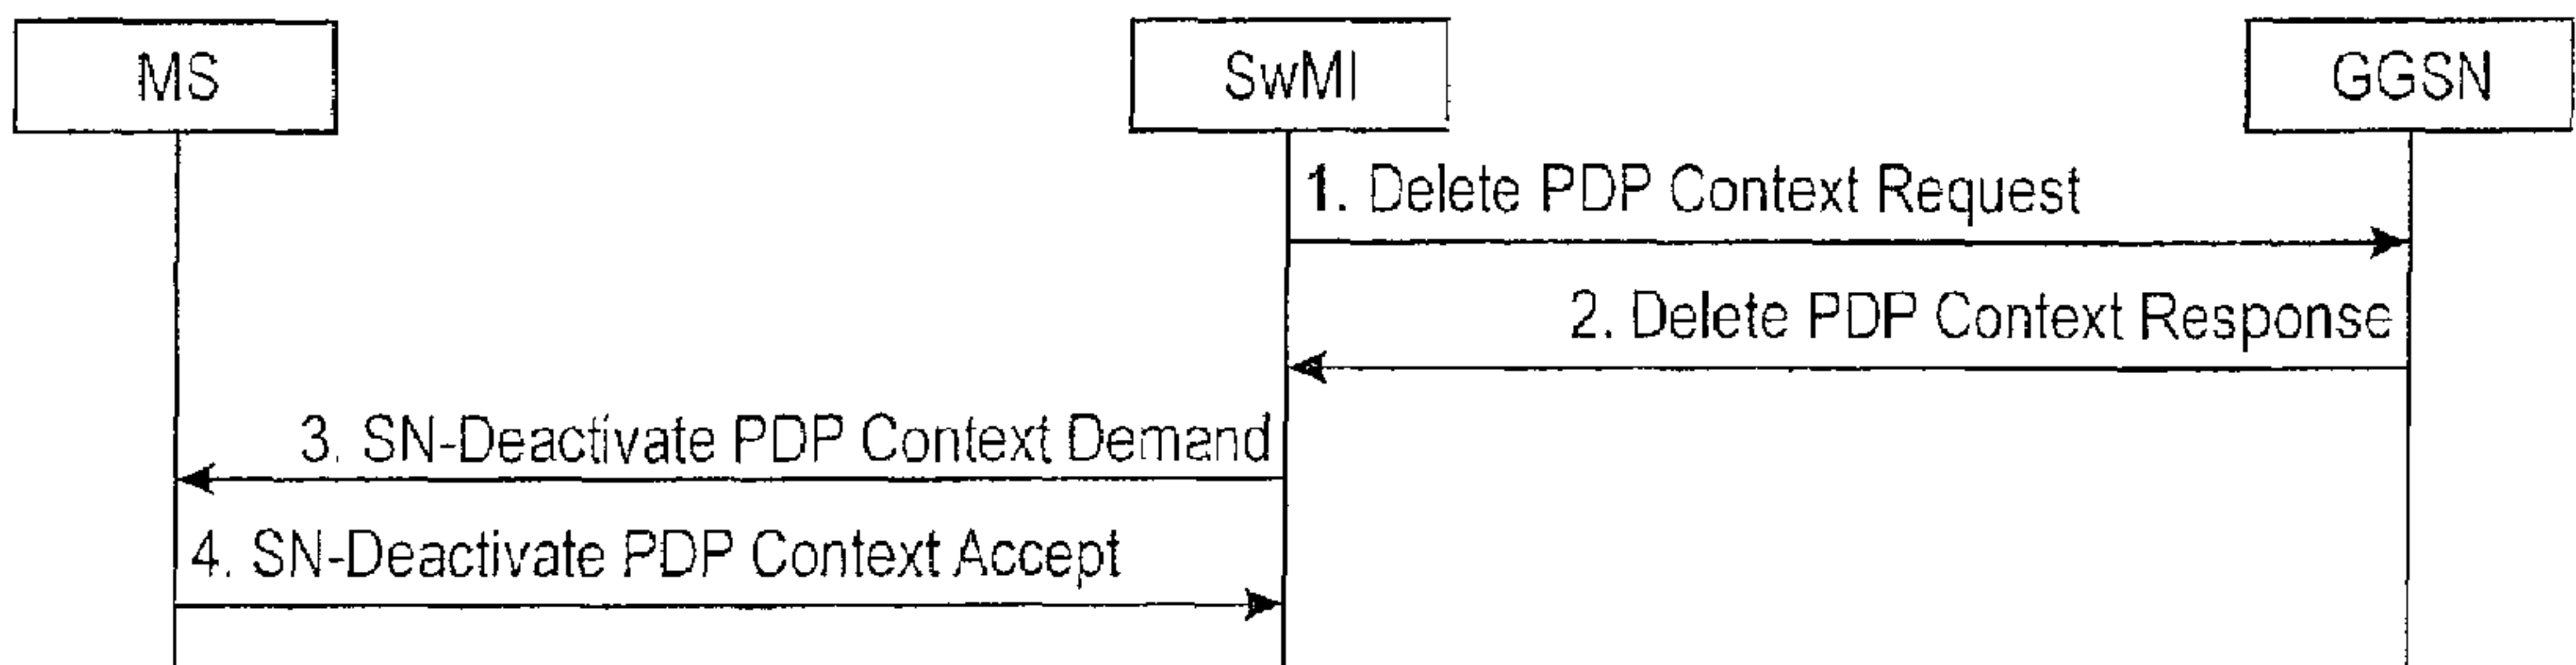 MS
SwMI
GGSN
1. Delete PDP Context Request
2. Delete PDP Context Response
3. SN-Deactivate PDP Context Demand
4. SN-Deactivate PDP Context Accept